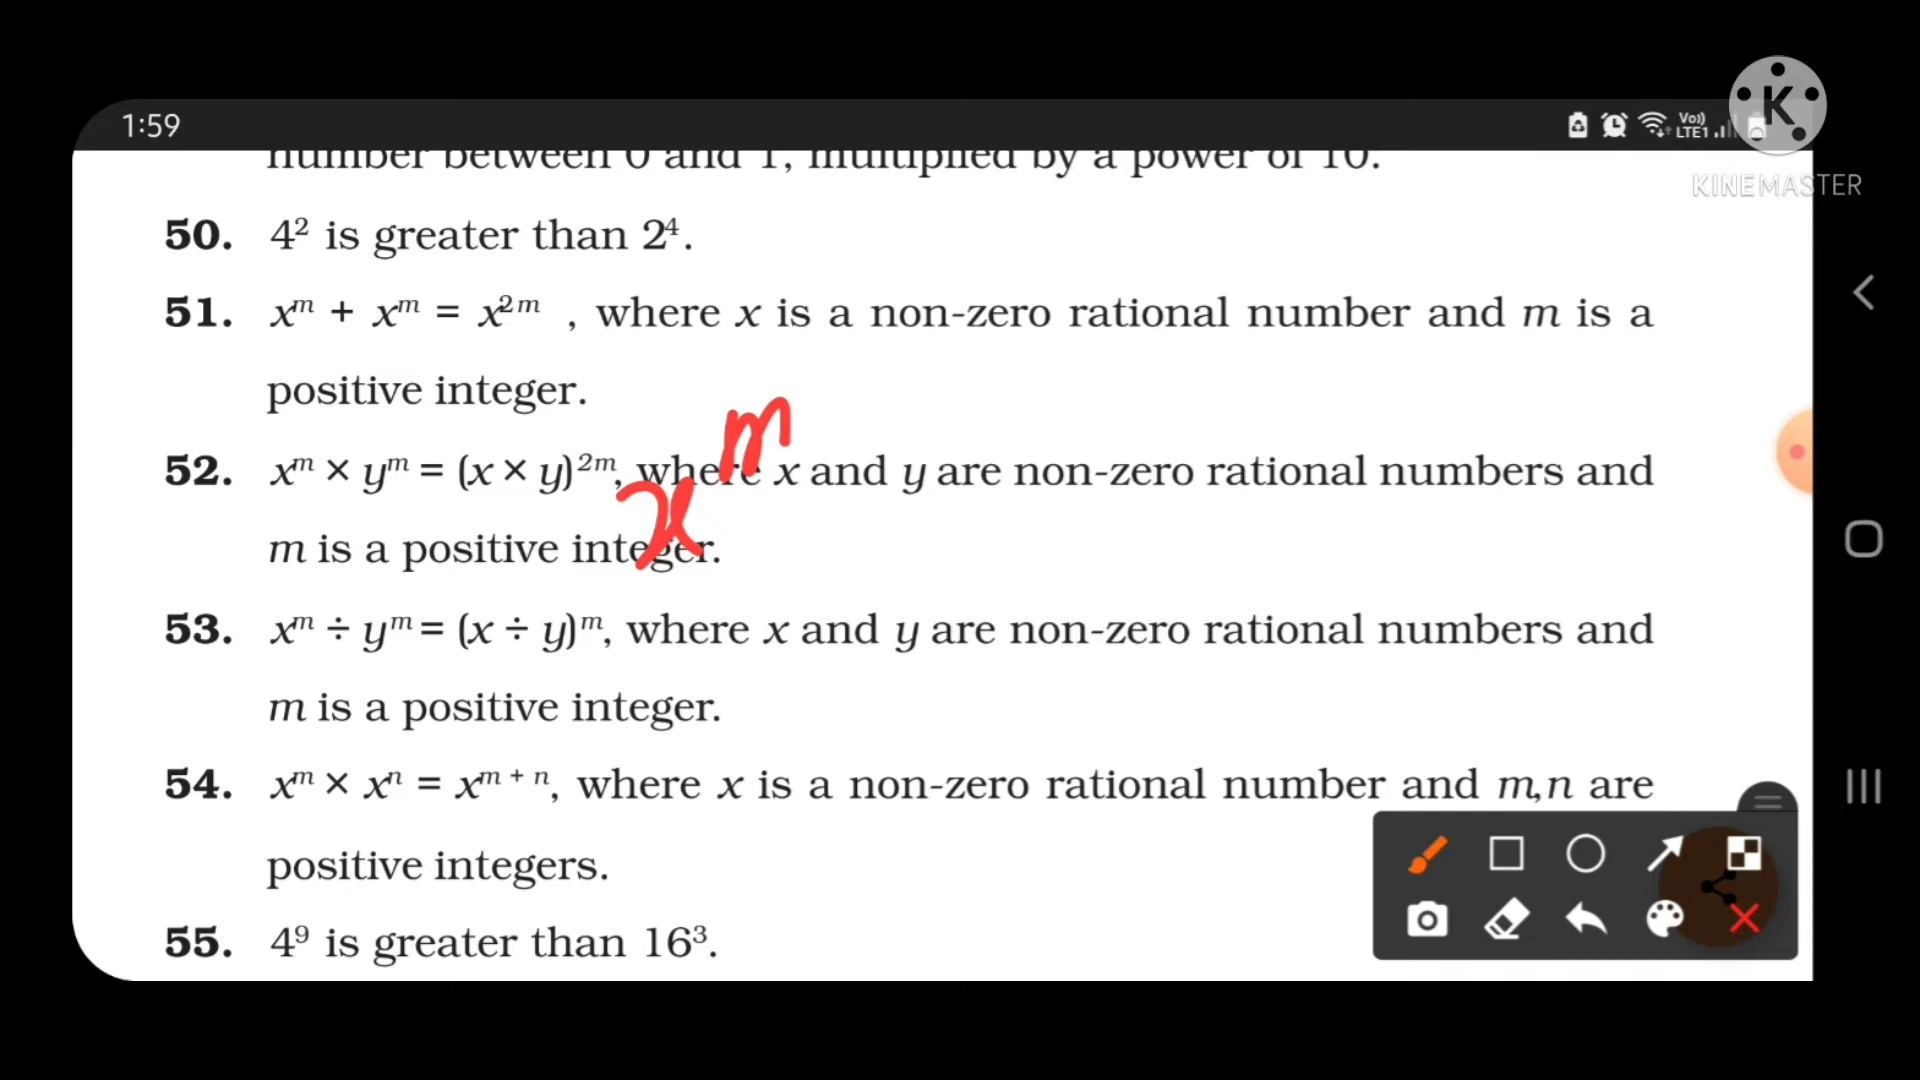 1:59
Vo)) LTE1
K
KINEMASTER
number between 0 and 1, multiplied by a power of 10.
50. 4² is greater than 2⁴.
51. xᵐ + xᵐ = x²ᵐ , where x is a non-zero rational number and m is a
positive integer.
m
52. xᵐ × yᵐ = (x × y)²ᵐ, where x and y are non-zero rational numbers and
x
m is a positive integer.
53. xᵐ ÷ yᵐ = (x ÷ y)ᵐ, where x and y are non-zero rational numbers and
m is a positive integer.
54. xᵐ × xⁿ = xᵐ ⁺ ⁿ, where x is a non-zero rational number and m,n are
positive integers.
55. 4⁹ is greater than 16³.